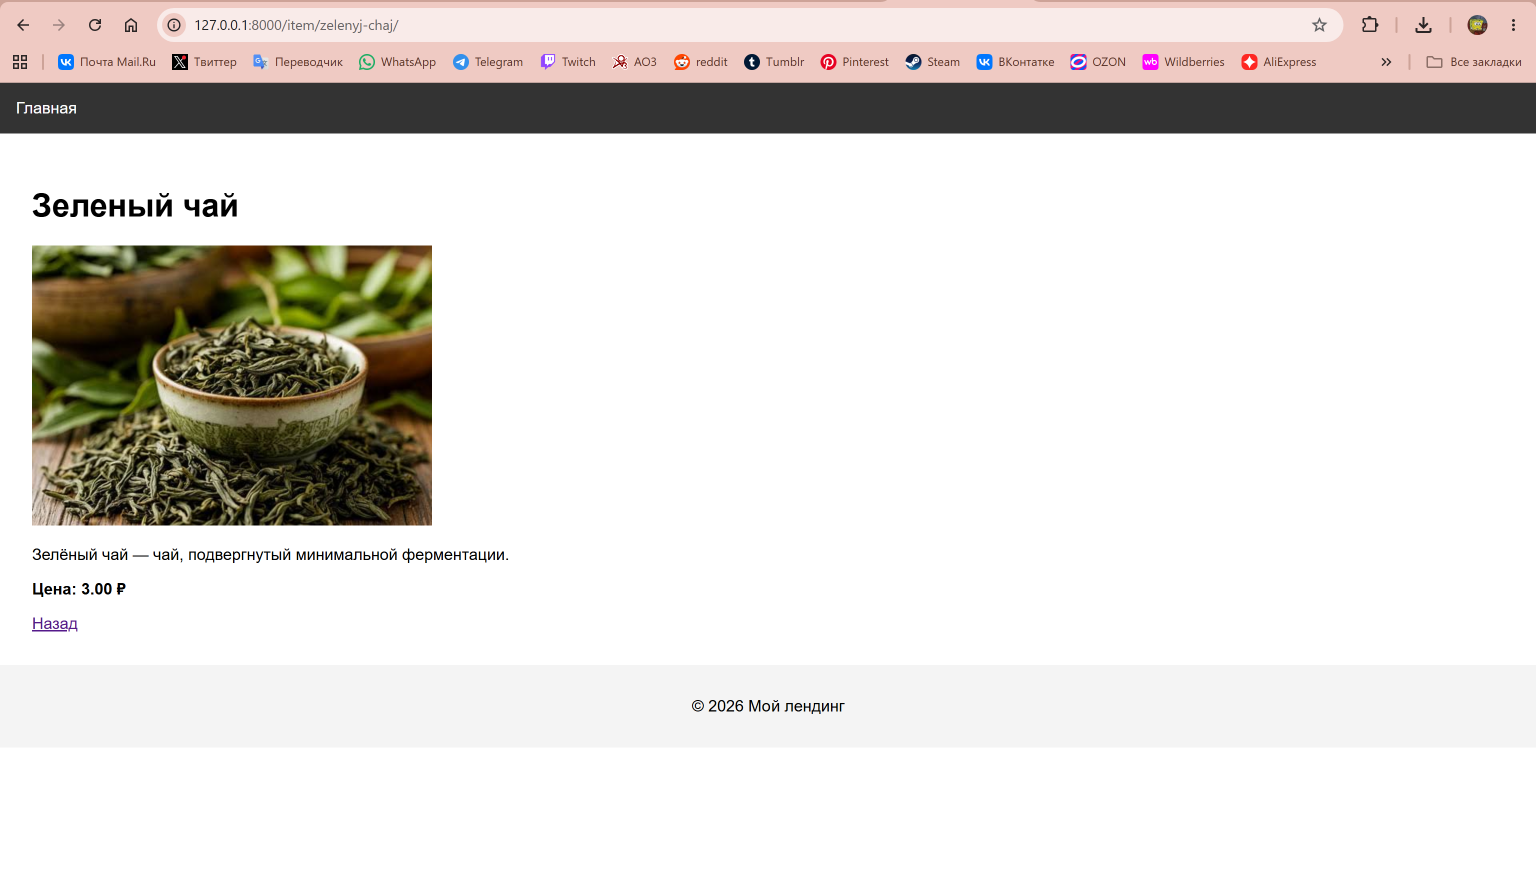 127.0.0.1:8000/item/zelenyj-chaj/
Почта Mail.Ru Твиттер Переводчик WhatsApp Telegram Twitch AO3 reddit Tumblr Pinterest Steam ВКонтакте OZON Wildberries AliExpress » Все закладки
Главная
Зеленый чай
Зелёный чай — чай, подвергнутый минимальной ферментации.
Цена: 3.00 ₽
Назад
© 2026 Мой лендинг